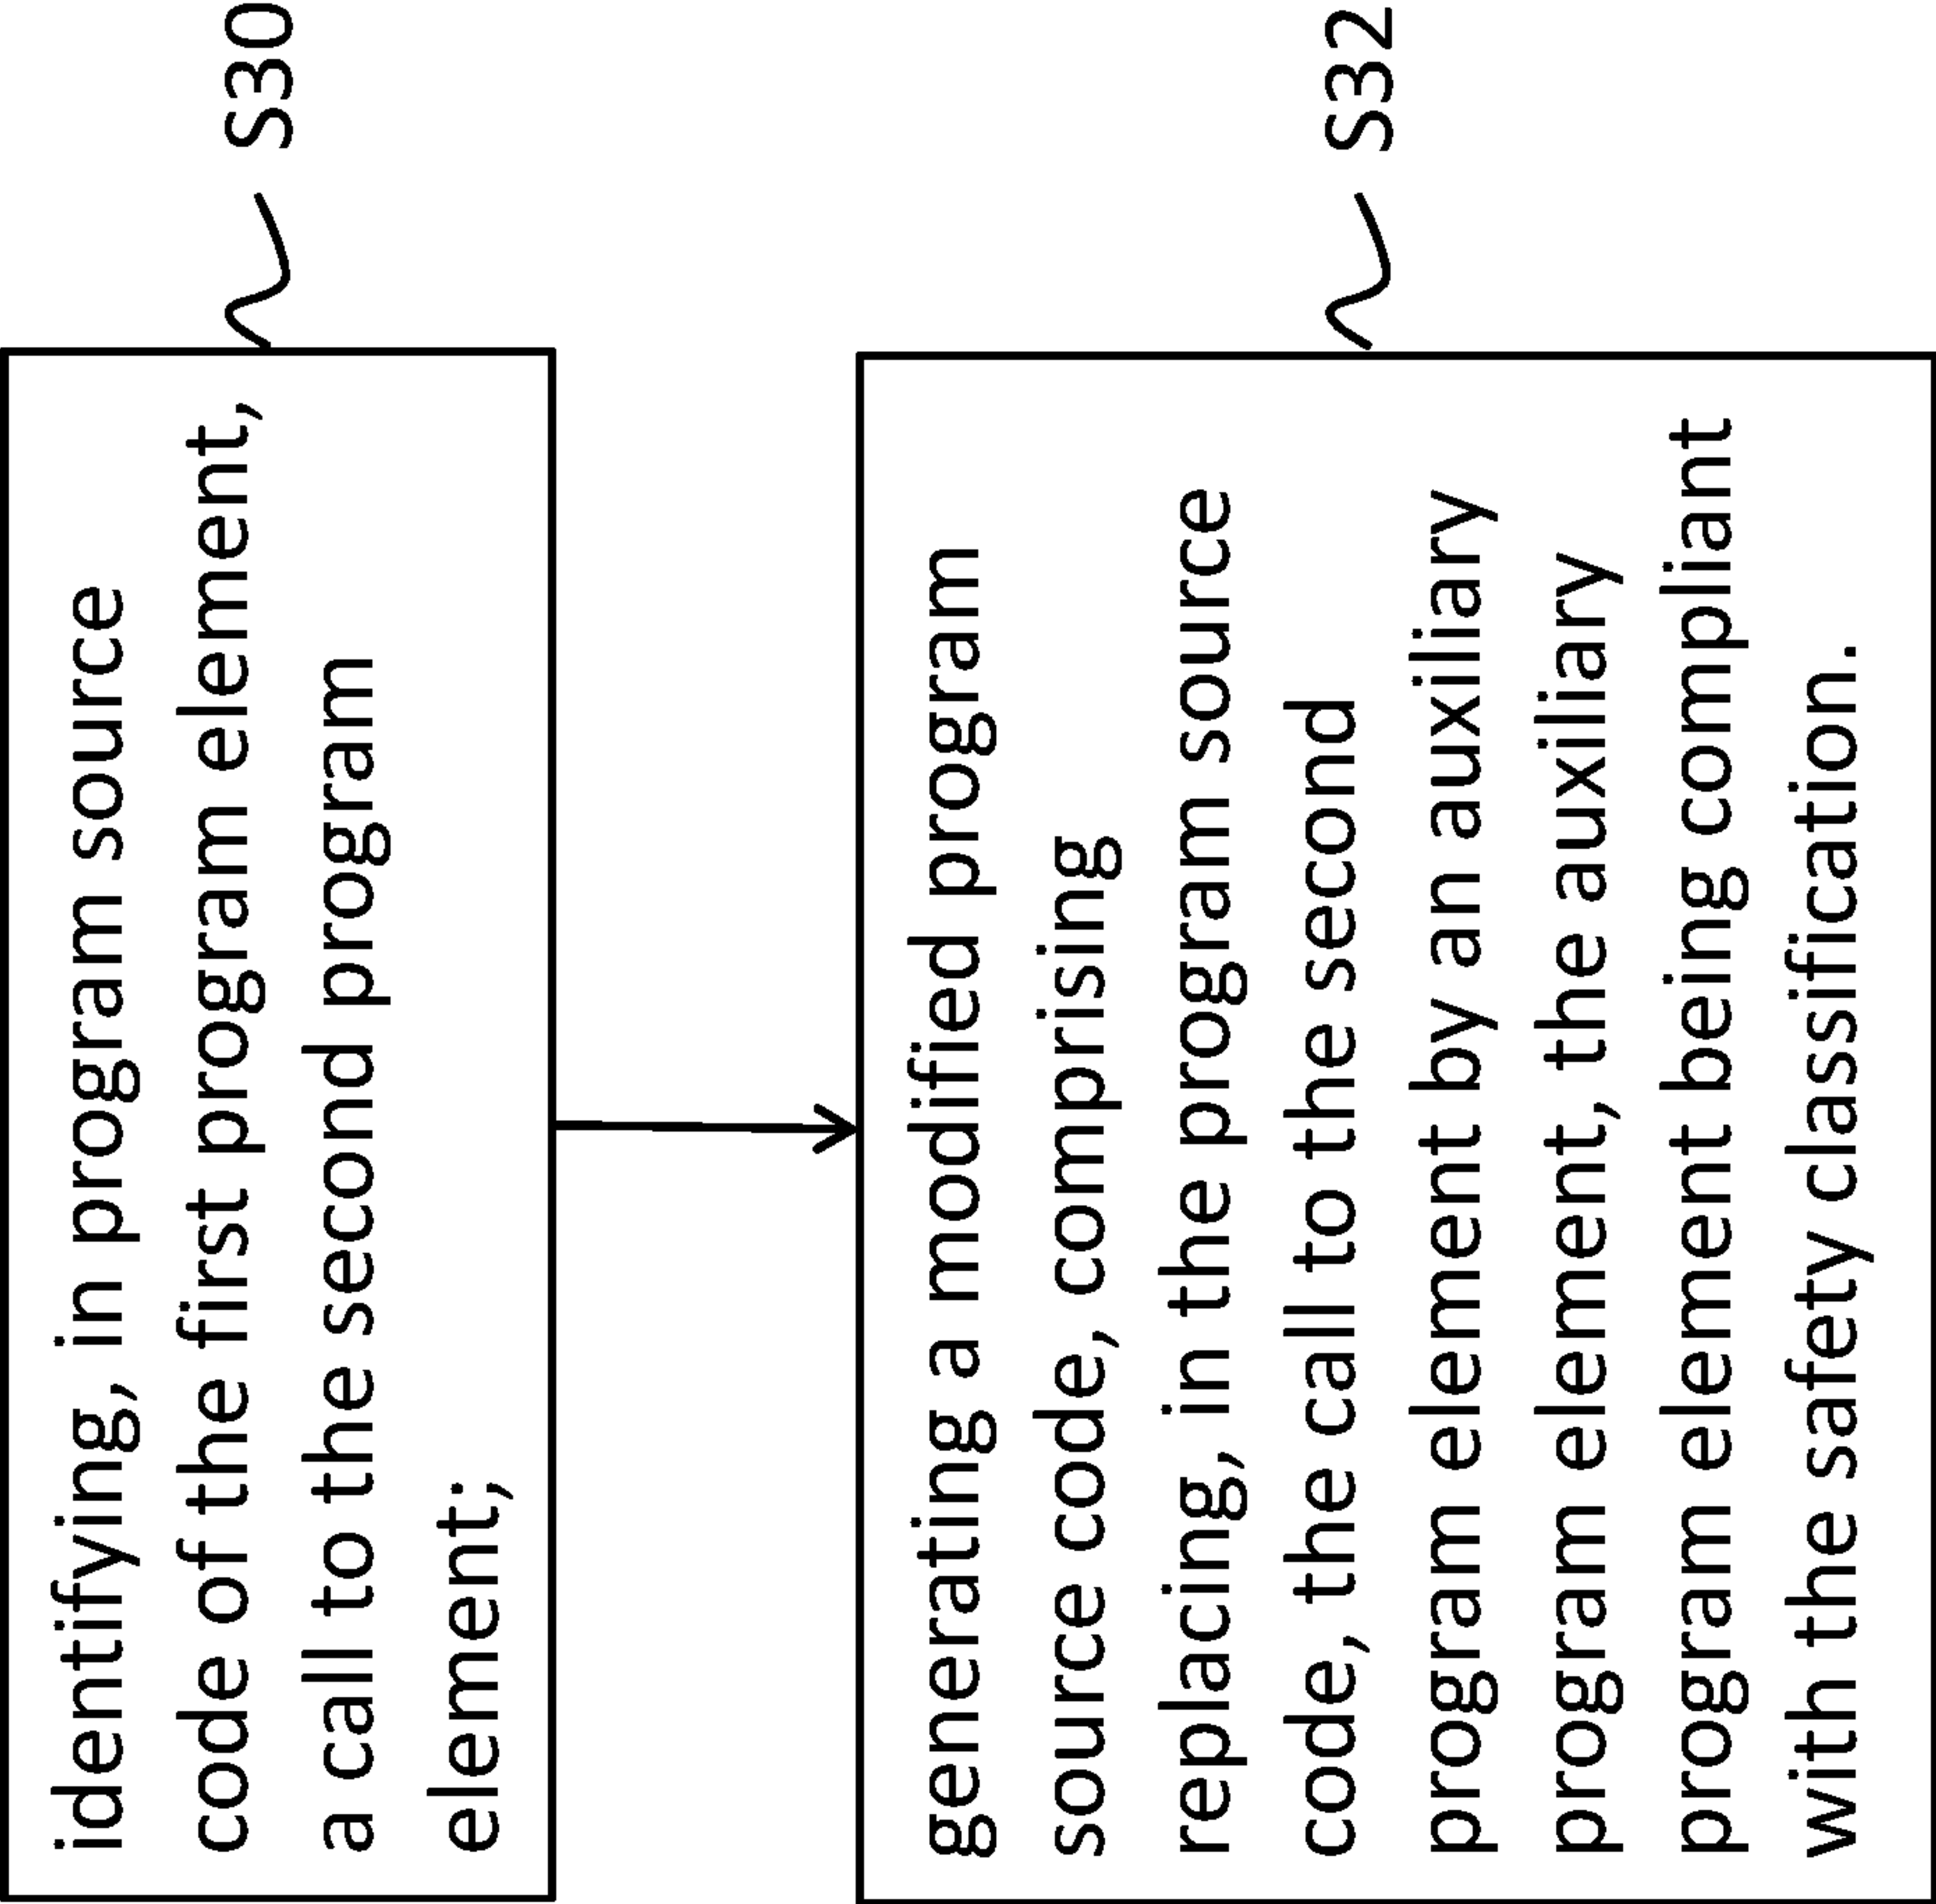 identifying, in program source
code of the first program element,
a call to the second program
element;
S30
generating a modified program
source code, comprising
replacing, in the program source
code, the call to the second
program element by an auxiliary
program element, the auxiliary
program element being compliant
with the safety classification.
S32